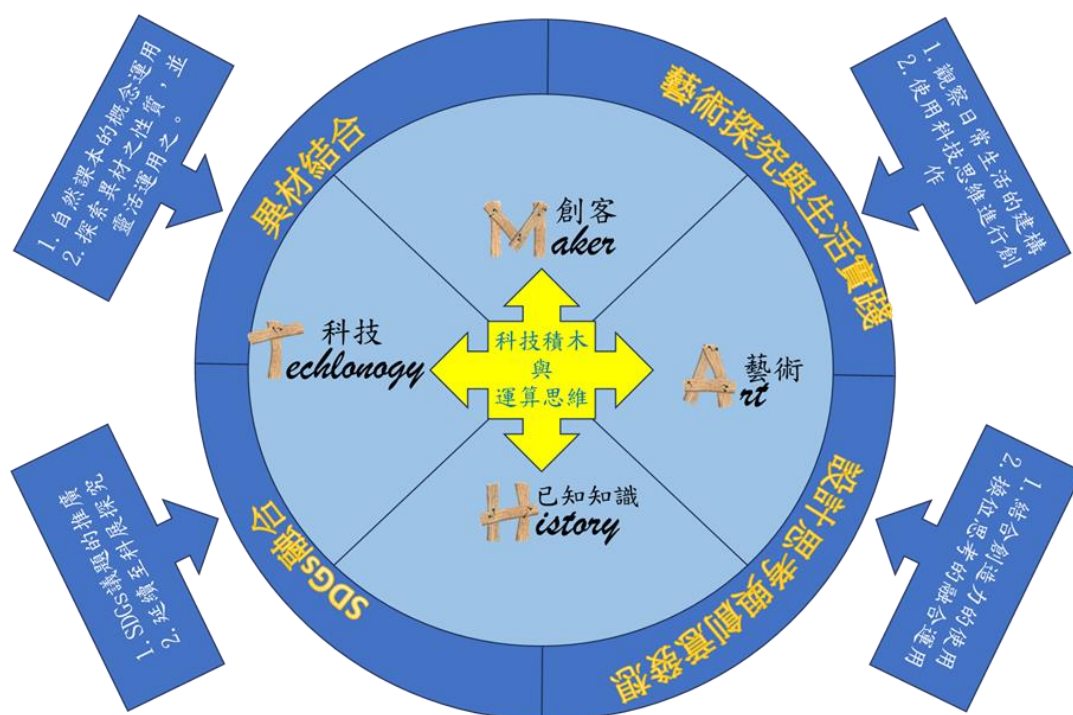 1. 自然課本的概念運用
2. 探索異材之性質，並
靈活運用之。
1. 觀察日常生活的建構
2. 使用科技思維進行創
作
異材結合
藝術探究與生活實踐
創客
Maker
科技
Techlonogy
科技積木
與
運算思維
藝術
Art
已知知識
History
SDGs融合
設計思考與創意發想
1. SDGs議題的推廣
2. 延續至科展探究
1. 結合創造力的使用
2. 換位思考的融合運用